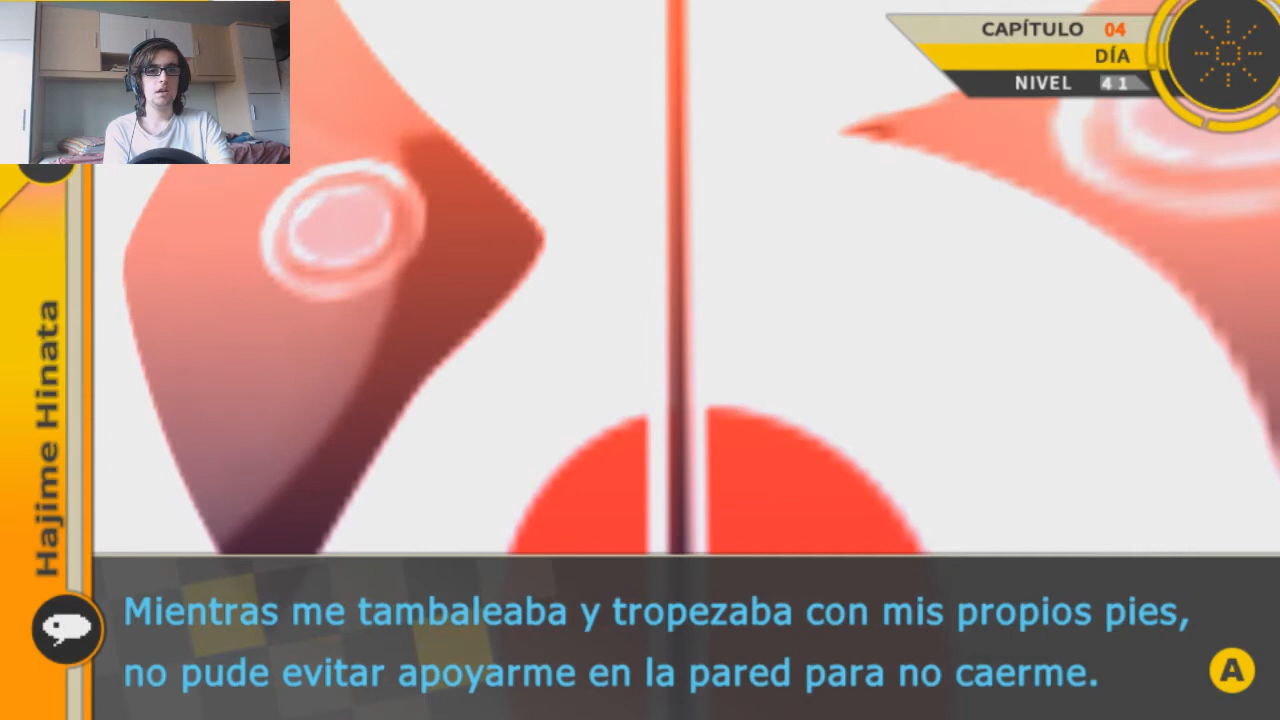 CAPÍTULO 04
DÍA
NIVEL 41
Hajime Hinata
Mientras me tambaleaba y tropezaba con mis propios pies,
no pude evitar apoyarme en la pared para no caerme.
A